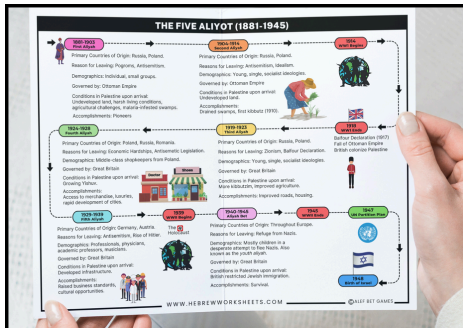 THE FIVE ALIYOT (1881-1945)
1881-1903
First Aliyah
Primary Countries of Origin: Russia, Poland.
Reason for Leaving: Pogroms, Antisemitism.
Demographics: Individual, small groups.
Governed by: Ottoman Empire
Conditions in Palestine upon arrival:
Undeveloped land, harsh living conditions,
agricultural challenges, malaria-infested swamps.
Accomplishments: Pioneers
1904-1914
Second Aliyah
Primary Countries of Origin: Russia, Poland.
Reasons for Leaving: Antisemitism, Idealism.
Demographics: Young, single, socialist ideologies.
Governed by: Ottoman Empire
Conditions in Palestine upon arrival:
Undeveloped land.
Accomplishments:
Drained swamps, first kibbutz (1910).
1914
WWI Begins
1918
WWI Ends
Balfour Declaration (1917)
Fall of Ottoman Empire
British colonize Palestine
1919-1923
Third Aliyah
Primary Countries of Origin: Russia, Poland.
Reasons for Leaving: Zionism, Balfour Declaration.
Demographics: Young, single, socialist ideologies.
Governed by: Great Britain
Conditions in Palestine upon arrival:
More kibbutzim, improved agriculture.
Accomplishments: Improved roads, housing.
1924-1928
Fourth Aliyah
Primary Countries of Origin: Poland, Russia, Romania.
Reasons for Leaving: Economic Hardships, Antisemitic Legislation.
Demographics: Middle-class shopkeepers from Poland.
Governed by: Great Britain
Conditions in Palestine upon arrival:
Growing Yishuv.
Accomplishments:
Access to merchandise, luxuries,
rapid development of cities.
1929-1939
Fifth Aliyah
Primary Countries of Origin: Germany, Austria.
Reasons for Leaving: Antisemitism, Rise of Hitler.
Demographics: Professionals, physicians,
academic professors, musicians.
Governed by: Great Britain
Conditions in Palestine upon arrival:
Developed infrastructure.
Accomplishments:
Raised business standards,
cultural opportunities.
1939
WWII Begins
The
Holocaust
1940-1945
Aliyah Bet
Primary Countries of Origin: Throughout Europe.
Reasons for Leaving: Refuge from Nazis.
Demographics: Mostly children in
a desperate attempt to flee Nazis. Also
known as the youth aliyah.
Governed by: Great Britain
Conditions in Palestine upon arrival:
British restricted Jewish immigration.
Accomplishments: Survival.
1945
WWII Ends
1947
UN Partition Plan
1948
Birth of Israel
WWW.HEBREWWORKSHEETS.COM
ALEF BET GAMES